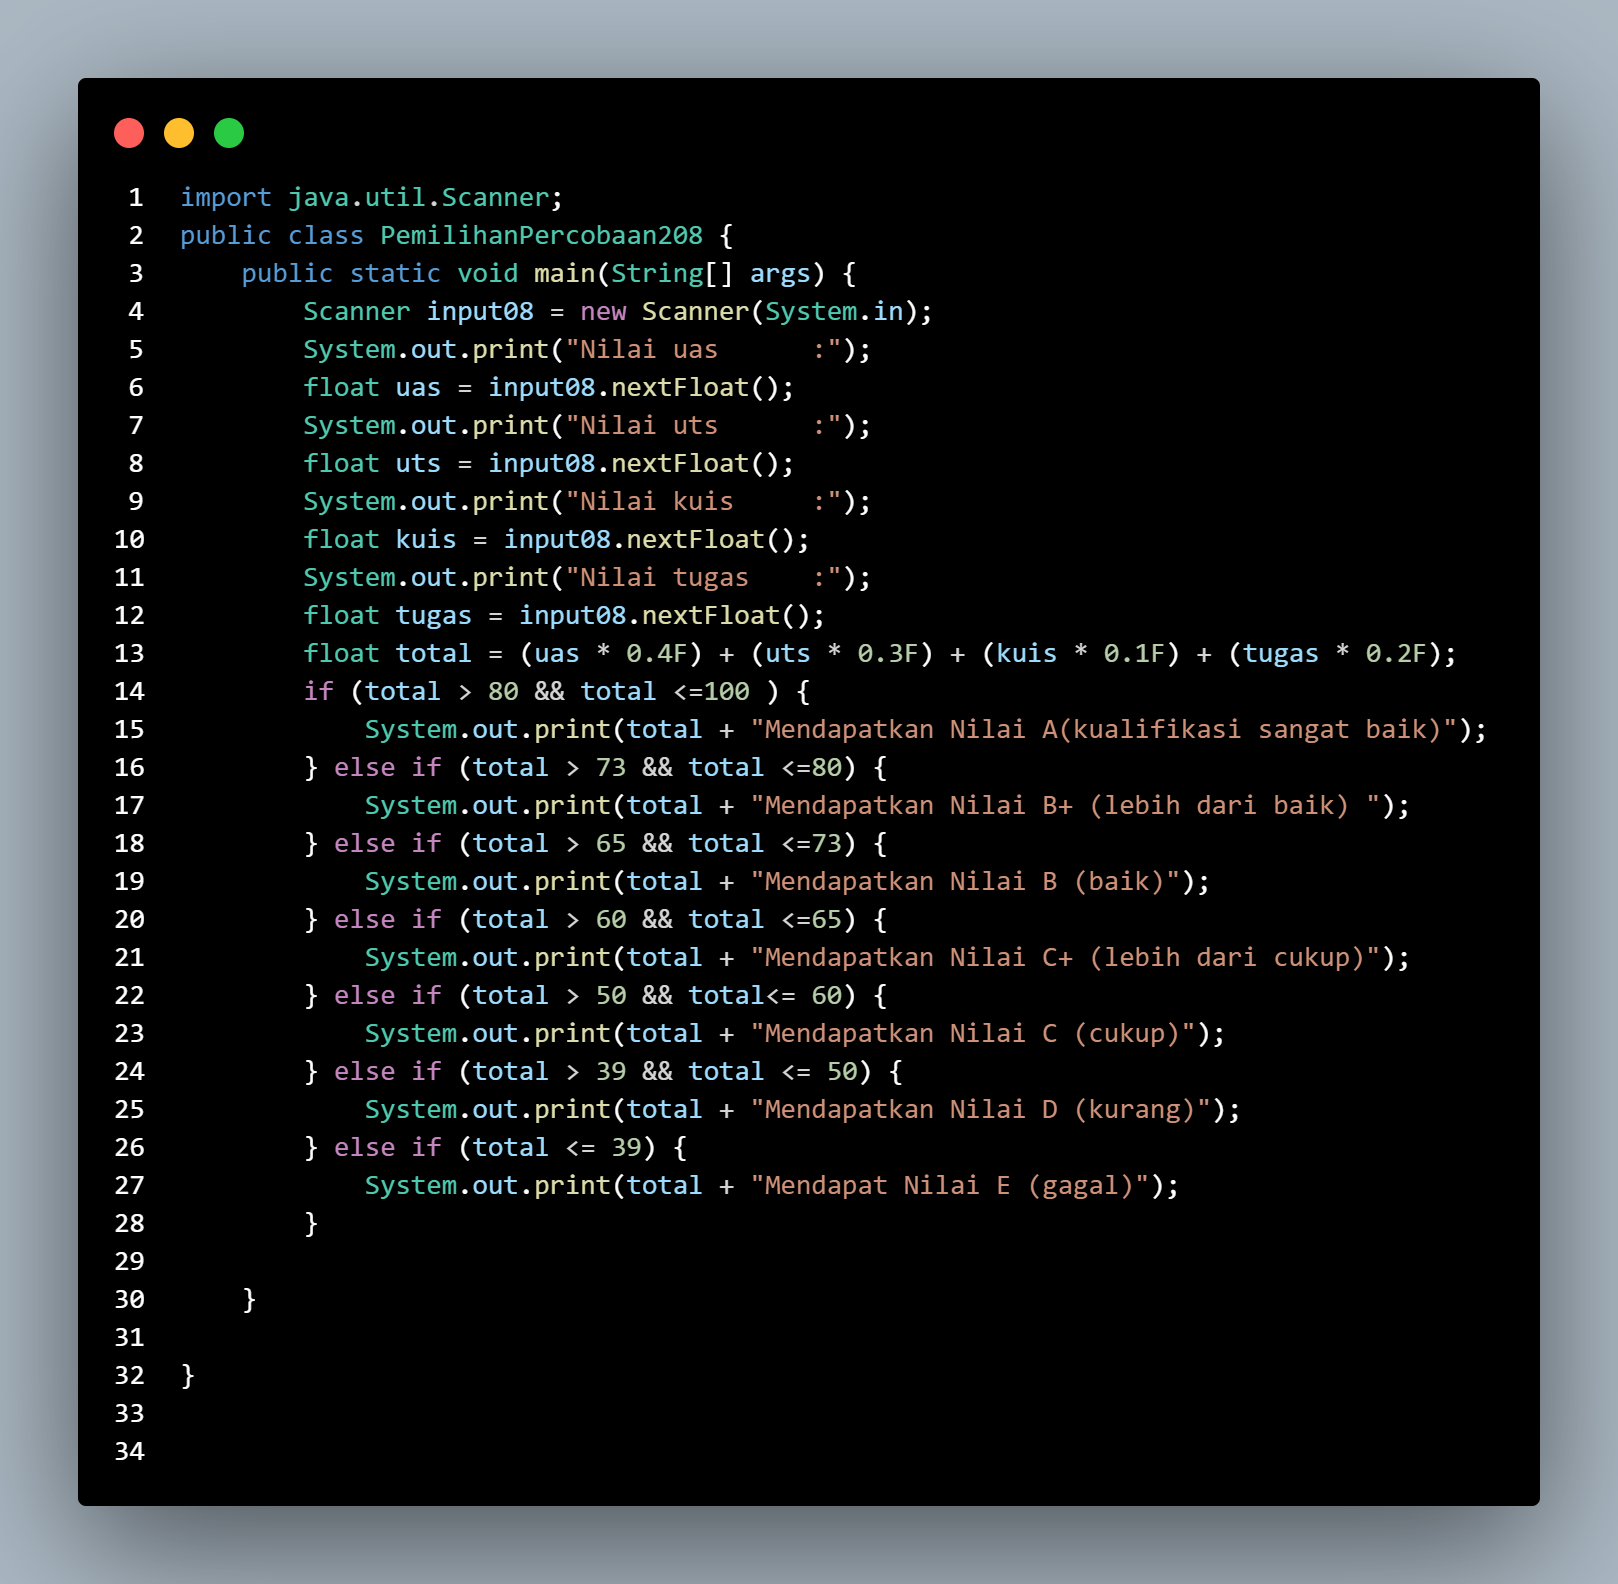 1 import java.util.Scanner;
2 public class PemilihanPercobaan208 {
3     public static void main(String[] args) {
4         Scanner input08 = new Scanner(System.in);
5         System.out.print("Nilai uas      :");
6         float uas = input08.nextFloat();
7         System.out.print("Nilai uts      :");
8         float uts = input08.nextFloat();
9         System.out.print("Nilai kuis     :");
10         float kuis = input08.nextFloat();
11         System.out.print("Nilai tugas    :");
12         float tugas = input08.nextFloat();
13         float total = (uas * 0.4F) + (uts * 0.3F) + (kuis * 0.1F) + (tugas * 0.2F);
14         if (total > 80 && total <=100 ) {
15             System.out.print(total + "Mendapatkan Nilai A(kualifikasi sangat baik)");
16         } else if (total > 73 && total <=80) {
17             System.out.print(total + "Mendapatkan Nilai B+ (lebih dari baik) ");
18         } else if (total > 65 && total <=73) {
19             System.out.print(total + "Mendapatkan Nilai B (baik)");
20         } else if (total > 60 && total <=65) {
21             System.out.print(total + "Mendapatkan Nilai C+ (lebih dari cukup)");
22         } else if (total > 50 && total<= 60) {
23             System.out.print(total + "Mendapatkan Nilai C (cukup)");
24         } else if (total > 39 && total <= 50) {
25             System.out.print(total + "Mendapatkan Nilai D (kurang)");
26         } else if (total <= 39) {
27             System.out.print(total + "Mendapat Nilai E (gagal)");
28         }
29
30     }
31
32 }
33
34